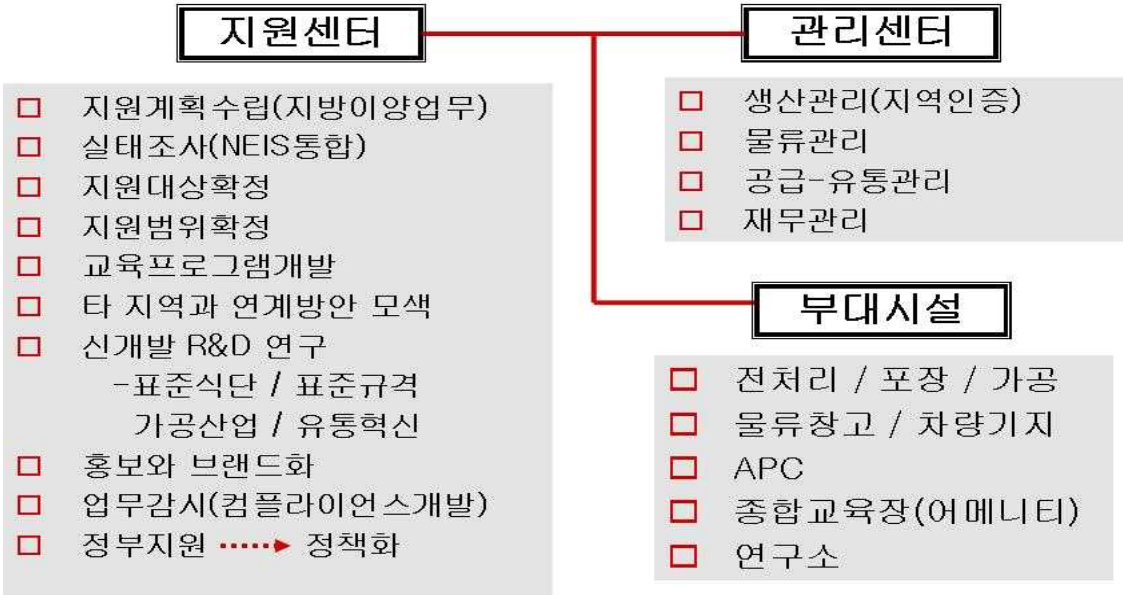 지원센터
□ 지원계획수립(지방이양업무)
□ 실태조사(NEIS통합)
□ 지원대상확정
□ 지원범위확정
□ 교육프로그램개발
□ 타 지역과 연계방안 모색
□ 신개발 R&D 연구
-표준식단 / 표준규격
가공산업 / 유통혁신
□ 홍보와 브랜드화
□ 업무감시(컴플라이언스개발)
□ 정부지원 ·····▶ 정책화
관리센터
□ 생산관리(지역인증)
□ 물류관리
□ 공급-유통관리
□ 재무관리
부대시설
□ 전처리 / 포장 / 가공
□ 물류창고 / 차량기지
□ APC
□ 종합교육장(어메니티)
□ 연구소